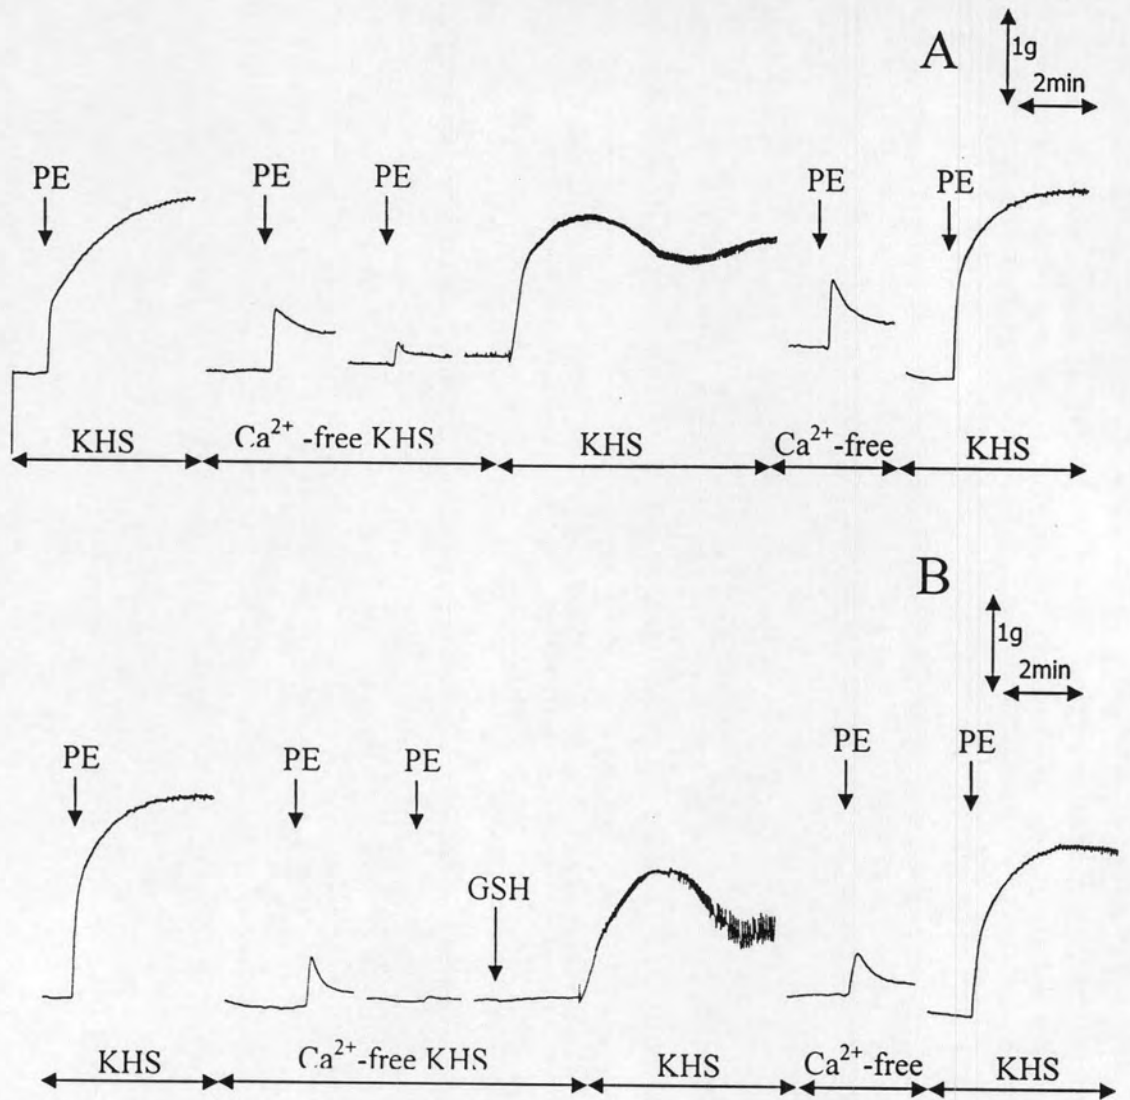 A
1g
2min
PE
PE
PE
PE
PE
KHS
Ca²⁺ -free KHS
KHS
Ca²⁺-free
KHS
B
1g
2min
PE
PE
PE
PE
PE
GSH
KHS
Ca²⁺-free KHS
KHS
Ca²⁺-free
KHS